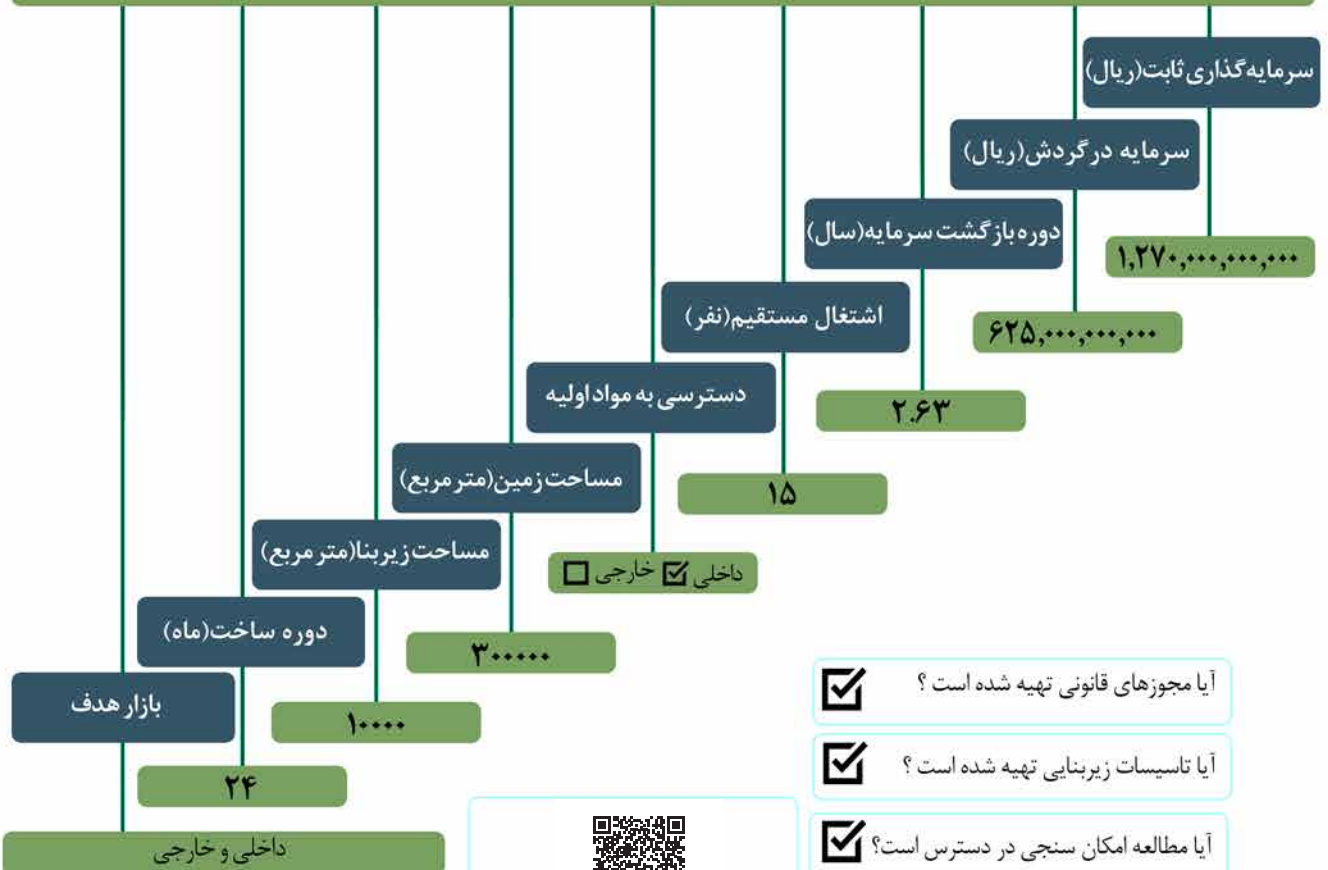 سرمایه‌گذاری ثابت(ریال)
۱,۲۷۰,۰۰۰,۰۰۰,۰۰۰
سرمایه در گردش(ریال)
۶۲۵,۰۰۰,۰۰۰,۰۰۰
دوره بازگشت سرمایه(سال)
۲.۶۳
اشتغال مستقیم(نفر)
۱۵
دسترسی به مواد اولیه
داخلی ☑ خارجی ☐
مساحت زمین(متر مربع)
۳۰۰۰۰۰
مساحت زیربنا(متر مربع)
۱۰۰۰۰
دوره ساخت(ماه)
۲۴
بازار هدف
داخلی و خارجی
آیا مجوزهای قانونی تهیه شده است ؟ ☑
آیا تاسیسات زیربنایی تهیه شده است ؟ ☑
آیا مطالعه امکان سنجی در دسترس است؟ ☑